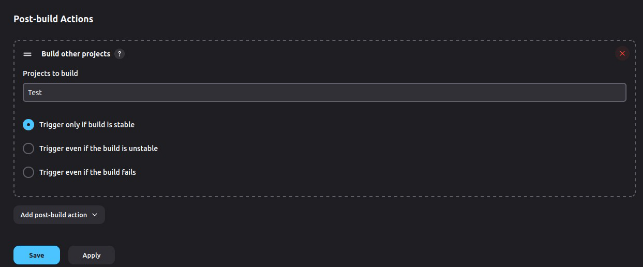 Post-build Actions
Build other projects ?
Projects to build
Test
Trigger only if build is stable
Trigger even if the build is unstable
Trigger even if the build fails
Add post-build action
Save Apply